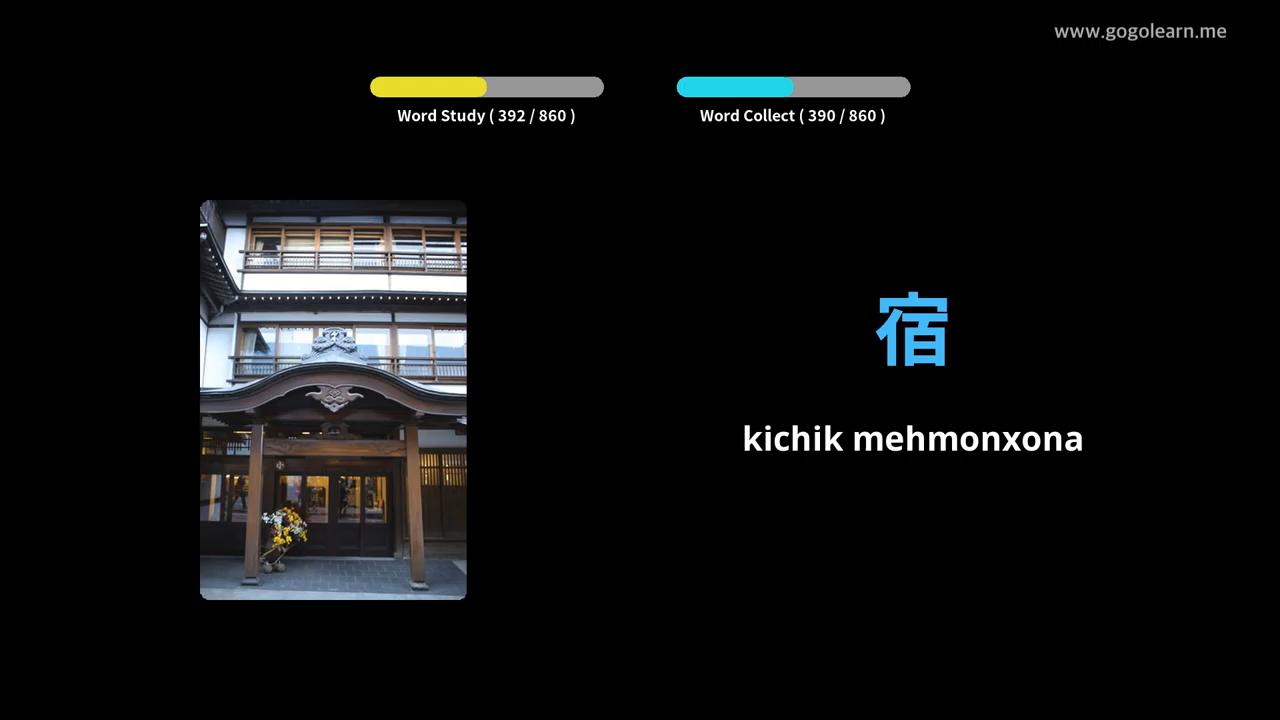 www.gogolearn.me
Word Study ( 392 / 860 )
Word Collect ( 390 / 860 )
宿
kichik mehmonxona